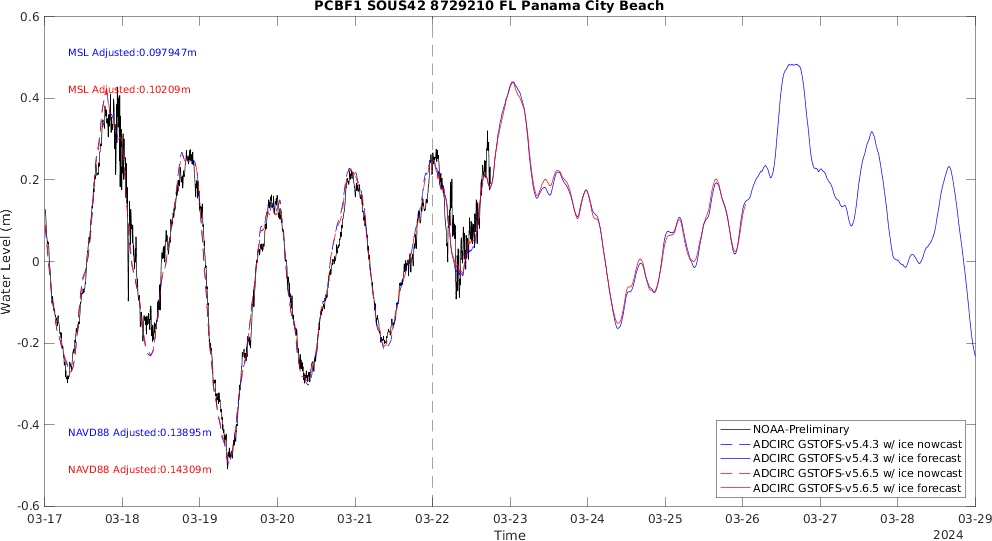 PCBF1 SOUS42 8729210 FL Panama City Beach
0.6
0.4
0.2
0
-0.2
-0.4
-0.6
Water Level (m)
MSL Adjusted:0.097947m
MSL Adjusted:0.10209m
NAVD88 Adjusted:0.13895m
NAVD88 Adjusted:0.14309m
NOAA-Preliminary
ADCIRC GSTOFS-v5.4.3 w/ ice nowcast
ADCIRC GSTOFS-v5.4.3 w/ ice forecast
ADCIRC GSTOFS-v5.6.5 w/ ice nowcast
ADCIRC GSTOFS-v5.6.5 w/ ice forecast
03-17 03-18 03-19 03-20 03-21 03-22 03-23 03-24 03-25 03-26 03-27 03-28 03-29
Time
2024